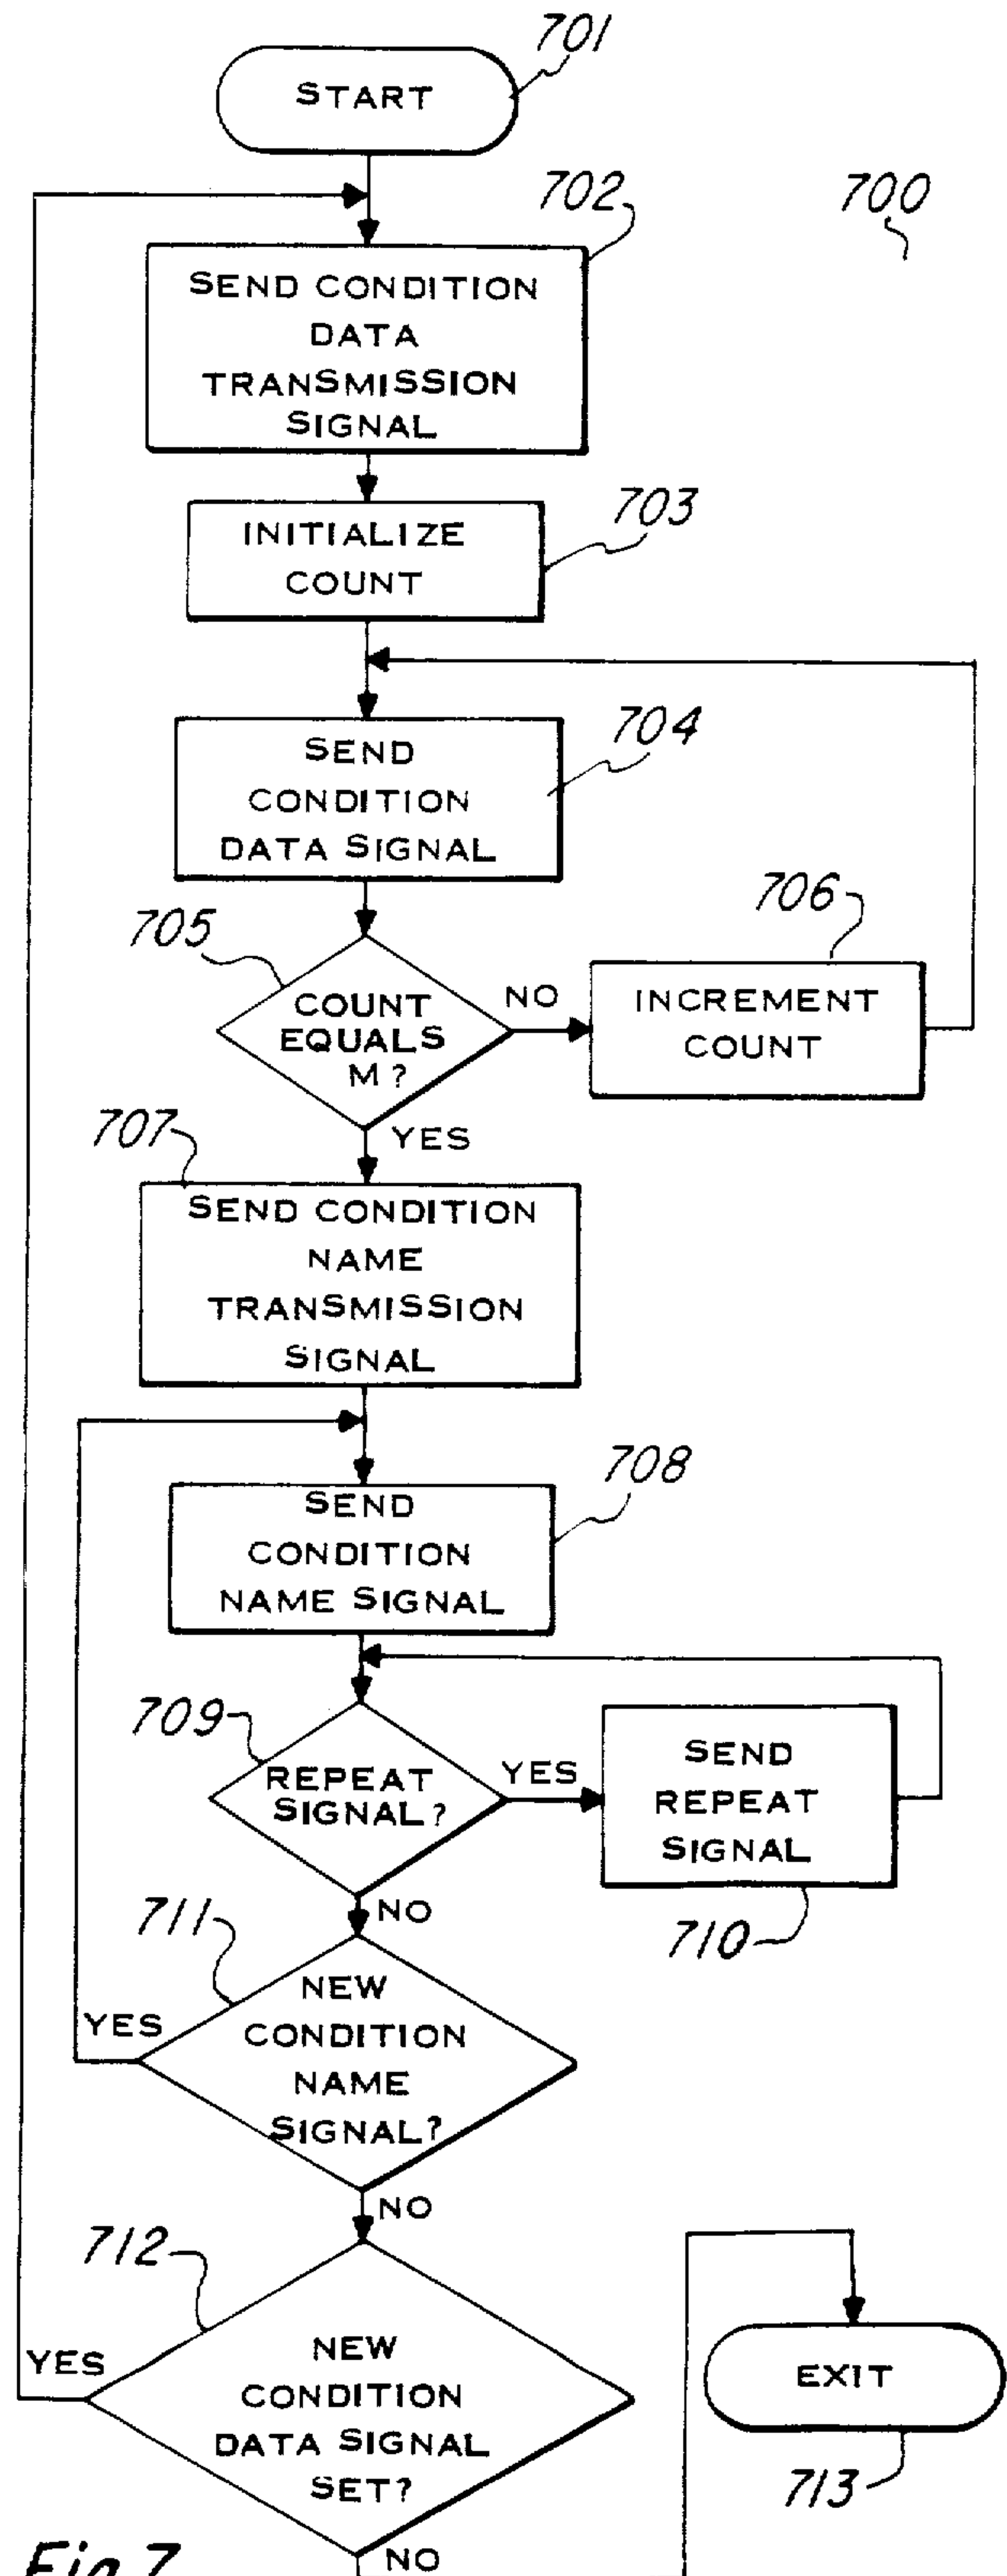 701
START
702
700
SEND CONDITION
DATA
TRANSMISSION
SIGNAL
703
INITIALIZE
COUNT
704
SEND
CONDITION
DATA SIGNAL
705
706
COUNT
EQUALS
M?
NO
INCREMENT
COUNT
YES
707
SEND CONDITION
NAME
TRANSMISSION
SIGNAL
708
SEND
CONDITION
NAME SIGNAL
709
REPEAT
SIGNAL?
YES
SEND
REPEAT
SIGNAL
710
NO
711
NEW
CONDITION
NAME
SIGNAL?
YES
NO
712
NEW
CONDITION
DATA SIGNAL
SET?
YES
EXIT
713
NO
Fig. 7